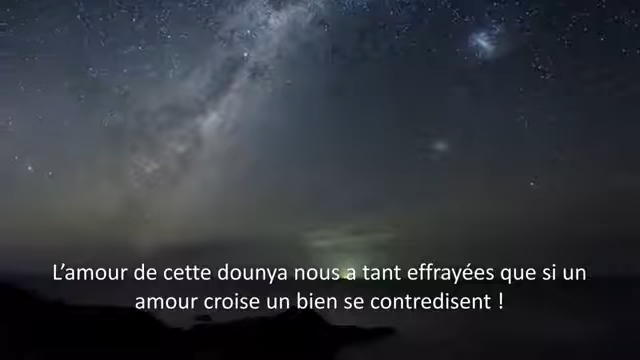 L’amour de cette dounya nous a tant effrayées que si un
amour croise un bien se contredisent !